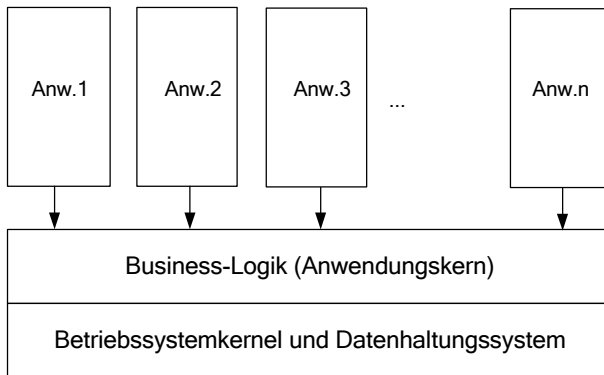 Anw.1 Anw.2 Anw.3 ... Anw.n
Business-Logik (Anwendungskern)
Betriebssystemkernel und Datenhaltungssystem